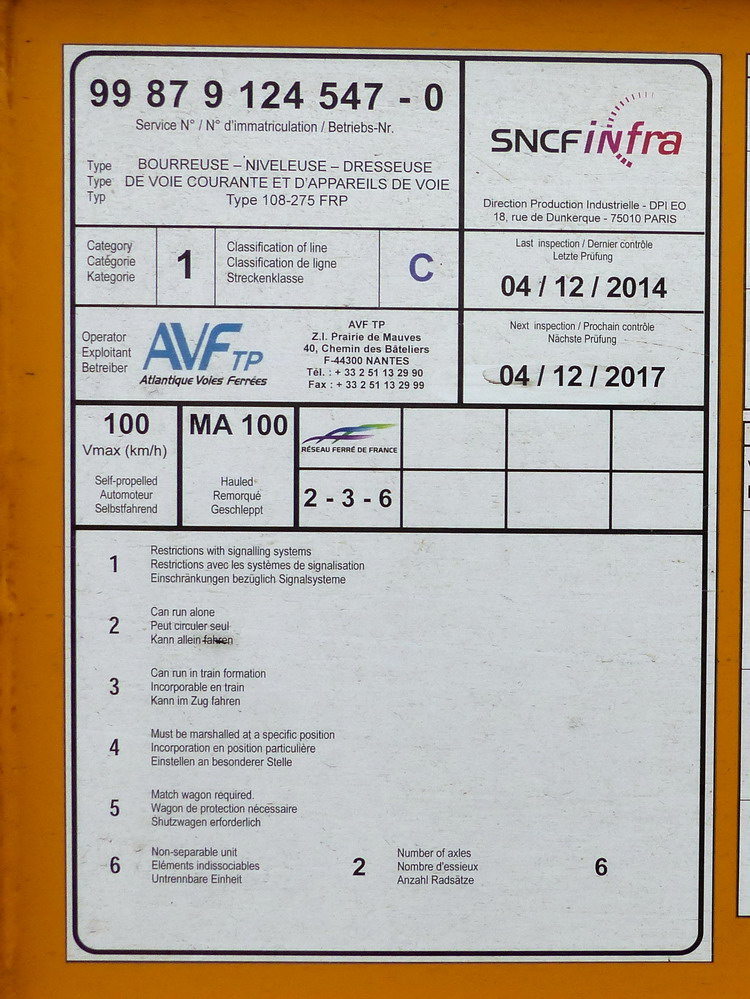 99 87 9 124 547 - 0
Service N° / N° d'immatriculation / Betriebs-Nr.
Type BOURREUSE – NIVELEUSE – DRESSEUSE
Type DE VOIE COURANTE ET D'APPAREILS DE VOIE
Typ Type 108-275 FRP
SNCF infra
Direction Production Industrielle - DPI EO
18, rue de Dunkerque - 75010 PARIS
Category
Catégorie
Kategorie
1
Classification of line
Classification de ligne
Streckenklasse
C
Last inspection / Dernier contrôle
Letzte Prüfung
04 / 12 / 2014
Operator
Exploitant
Betreiber
AVF TP
Atlantique Voies Ferrées
AVF TP
Z.I. Prairie de Mauves
40, Chemin des Bâteliers
F-44300 NANTES
Tél. : + 33 2 51 13 29 90
Fax : + 33 2 51 13 29 99
Next inspection / Prochain contrôle
Nächste Prüfung
04 / 12 / 2017
100
Vmax (km/h)
Self-propelled
Automoteur
Selbstfahrend
MA 100
Hauled
Remorqué
Geschleppt
RÉSEAU FERRÉ DE FRANCE
2 - 3 - 6
1
Restrictions with signalling systems
Restrictions avec les systèmes de signalisation
Einschränkungen bezüglich Signalsysteme
2
Can run alone
Peut circuler seul
Kann allein fahren
3
Can run in train formation
Incorporable en train
Kann im Zug fahren
4
Must be marshalled at a specific position
Incorporation en position particulière
Einstellen an besonderer Stelle
5
Match wagon required.
Wagon de protection nécessaire
Shutzwagen erforderlich
6
Non-separable unit
Eléments indissociables
Untrennbare Einheit
2
Number of axles
Nombre d'essieux
Anzahl Radsätze
6